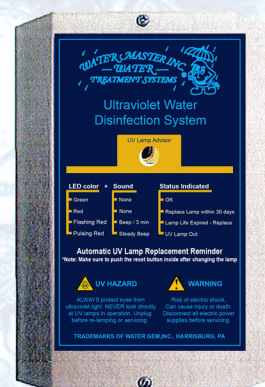 WATER MASTER INC
WATER
TREATMENT SYSTEMS
Ultraviolet Water
Disinfection System
UV Lamp Advisor
LED color + Sound Status Indicated
Green None OK
Red None Replace Lamp within 30 days
Flashing Red Beep / 3 min Lamp Life Expired - Replace
Pulsing Red Steady Beep UV Lamp Out
Automatic UV Lamp Replacement Reminder
*Note: Make sure to push the reset button inside after changing the lamp
UV HAZARD
ALWAYS protect eyes from
ultraviolet light. NEVER look directly
at UV lamps in operation. Unplug
before re-lamping or servicing.
WARNING
Risk of electric shock.
Can cause injury or death.
Disconnect all electric power
supplies before servicing.
TRADEMARKS OF WATER GEM,INC., HARRISBURG, PA